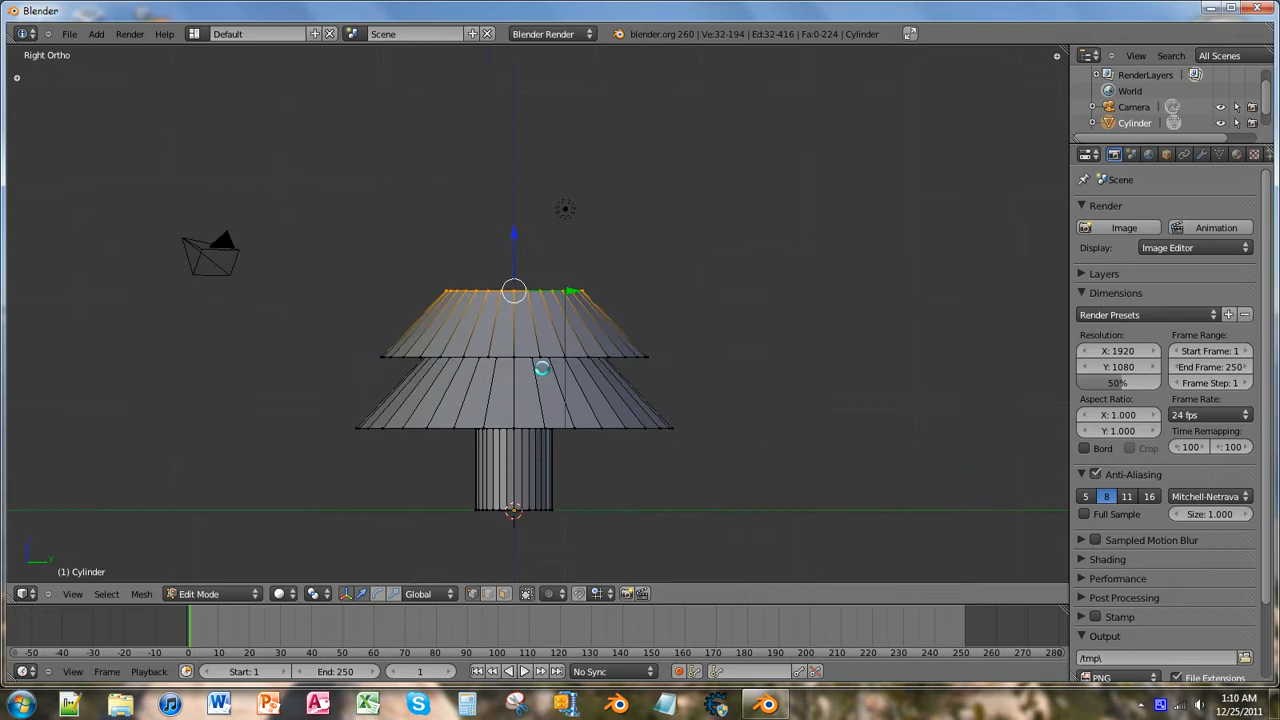 Blender
File Add Render Help Default Scene Blender Render blender.org 260 | Ve:32-194 | Ed:32-416 | Fa:0-224 | Cylinder
View Search All Scenes
Right Ortho
RenderLayers
World
Camera
Cylinder
Scene
Render
Image Animation
Display: Image Editor
Layers
Dimensions
Render Presets
Resolution: Frame Range:
X: 1920 Start Frame: 1
Y: 1080 End Frame: 250
50% Frame Step: 1
Aspect Ratio: Frame Rate:
X: 1.000 24 fps
Y: 1.000 Time Remapping:
Bord Crop : 100 : 100
Anti-Aliasing
5 8 11 16 Mitchell-Netrava
Full Sample Size: 1.000
Sampled Motion Blur
Shading
Performance
Post Processing
Stamp
Output
/tmp\
PNG File Extensions
z
y
(1) Cylinder
View Select Mesh Edit Mode Global
-50 -40 -30 -20 -10 0 10 20 30 40 50 60 70 80 90 100 110 120 130 140 150 160 170 180 190 200 210 220 230 240 250 260 270 280
View Frame Playback Start: 1 End: 250 1 No Sync
1:10 AM
12/25/2011